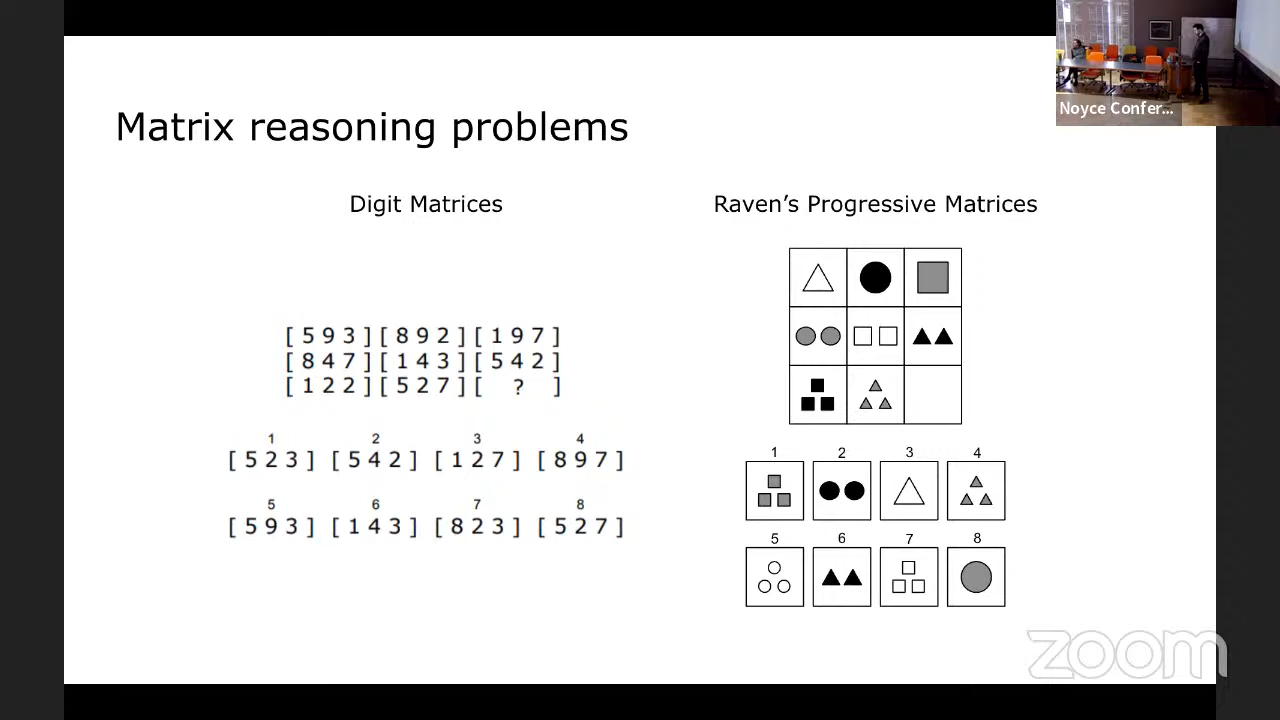 Noyce Confer...
Matrix reasoning problems
Digit Matrices
[ 5 9 3 ] [ 8 9 2 ] [ 1 9 7 ]
[ 8 4 7 ] [ 1 4 3 ] [ 5 4 2 ]
[ 1 2 2 ] [ 5 2 7 ] [ ? ]
1 2 3 4
[ 5 2 3 ] [ 5 4 2 ] [ 1 2 7 ] [ 8 9 7 ]
5 6 7 8
[ 5 9 3 ] [ 1 4 3 ] [ 8 2 3 ] [ 5 2 7 ]
Raven's Progressive Matrices
1 2 3 4
5 6 7 8
zoom